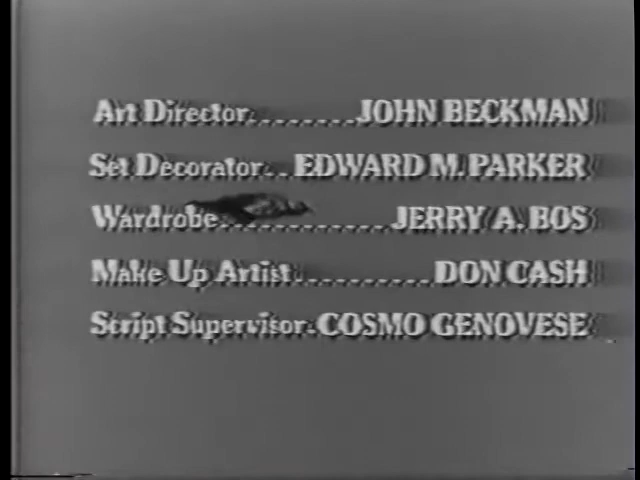 Art Director........JOHN BECKMAN
Set Decorator..EDWARD M. PARKER
Wardrobe.............JERRY A. BOS
Make Up Artist..........DON CASH
Script Supervisor.COSMO GENOVESE